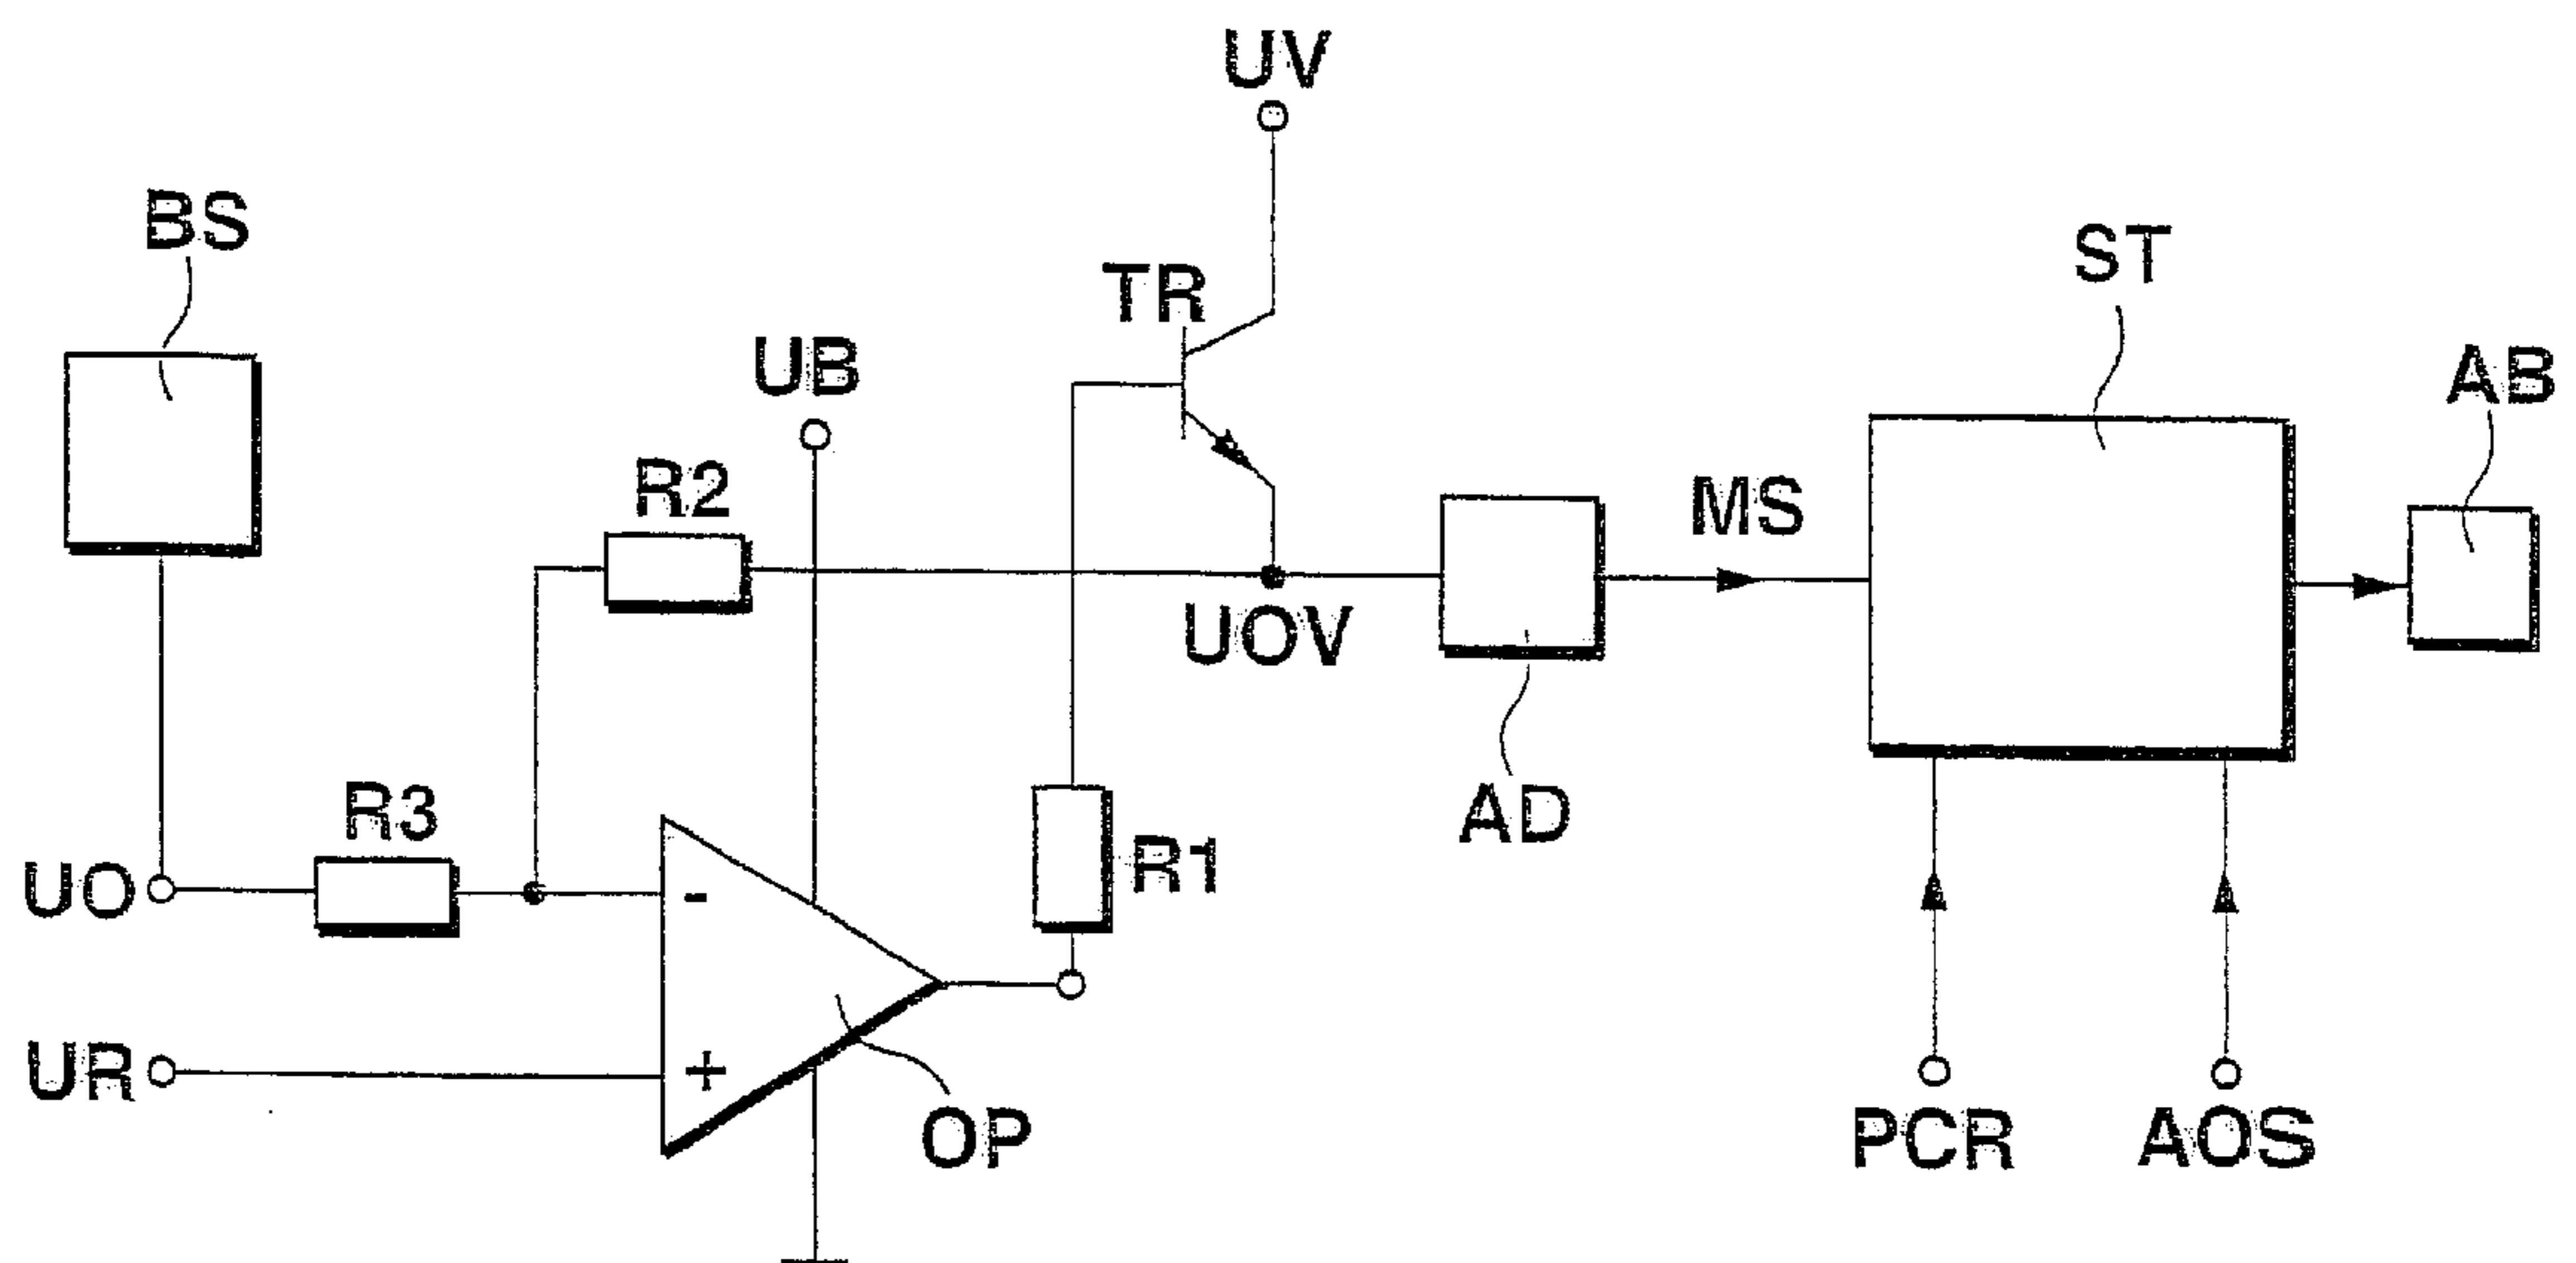 UV
BS
ST
TR
UB
AB
R2
MS
UOV
R3
AD
R1
UO
-
UR
+
OP
PCR
AOS